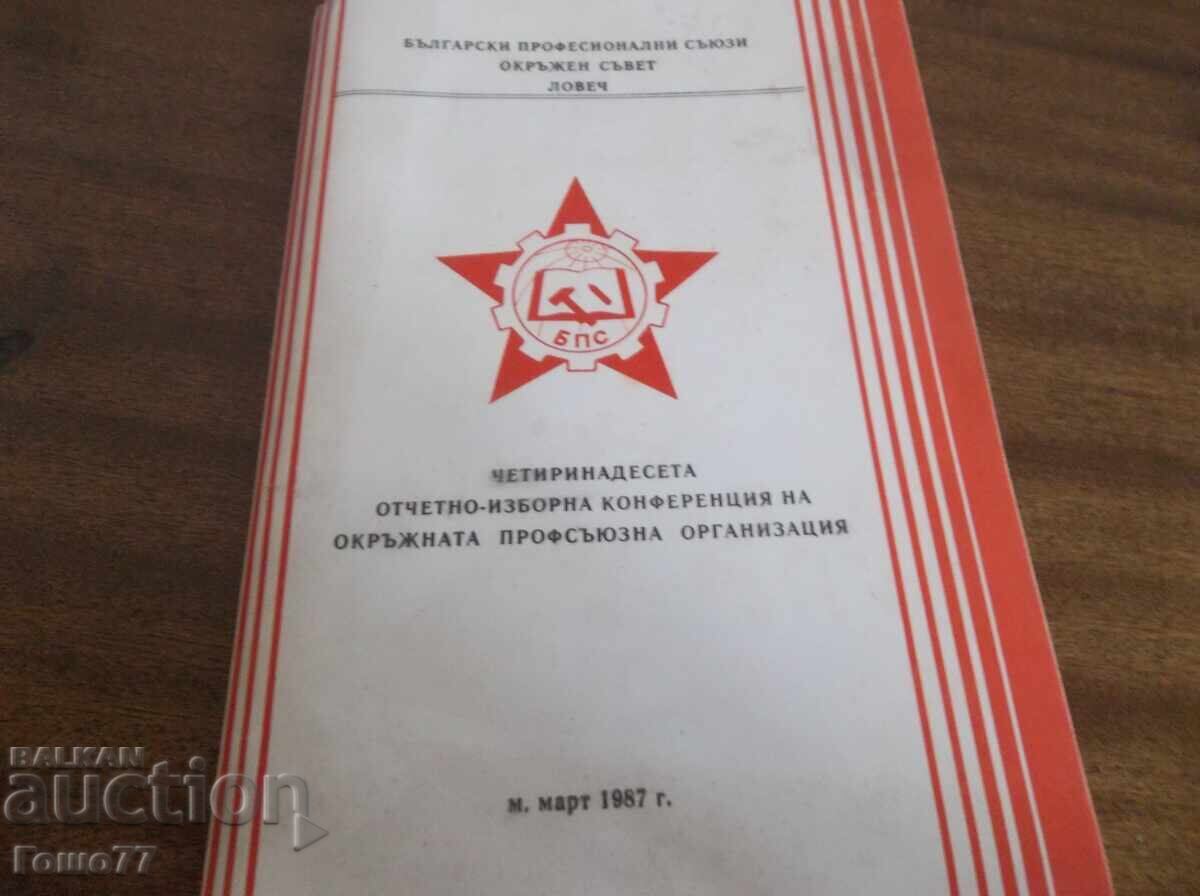 БЪЛГАРСКИ ПРОФЕСИОНАЛНИ СЪЮЗИ
ОКРЪЖЕН СЪВЕТ
ЛОВЕЧ
БПС
ЧЕТИРИНАДЕСЕТА
ОТЧЕТНО-ИЗБОРНА КОНФЕРЕНЦИЯ НА
ОКРЪЖНАТА ПРОФСЪЮЗНА ОРГАНИЗАЦИЯ
м. март 1987 г.
BALKAN
auction
Гошо77